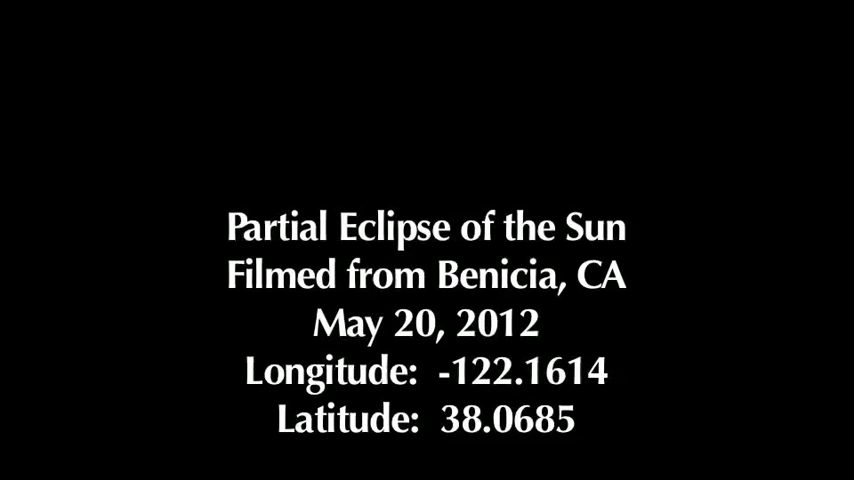 Partial Eclipse of the Sun
Filmed from Benicia, CA
May 20, 2012
Longitude:  -122.1614
Latitude:  38.0685